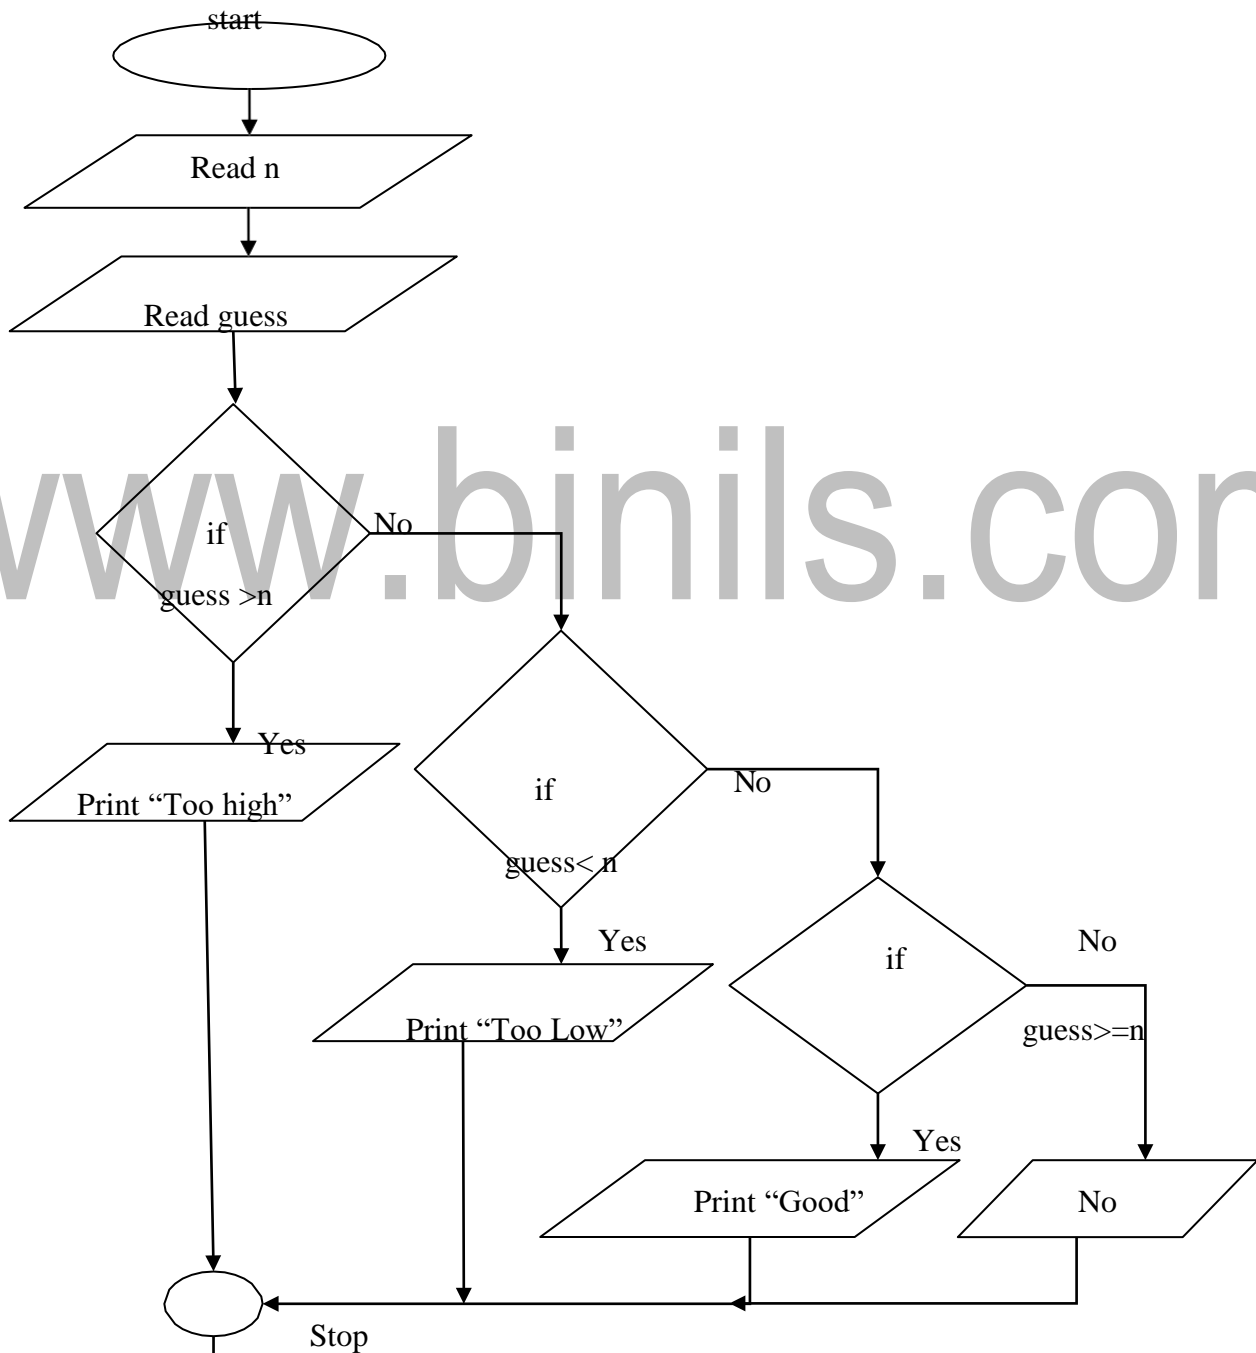 start
Read n
Read guess
www.binils.com
if
guess >n
No
Yes
Print “Too high”
if
guess< n
No
Yes
Print “Too Low”
if
guess>=n
No
Yes
Print “Good”
No
Stop